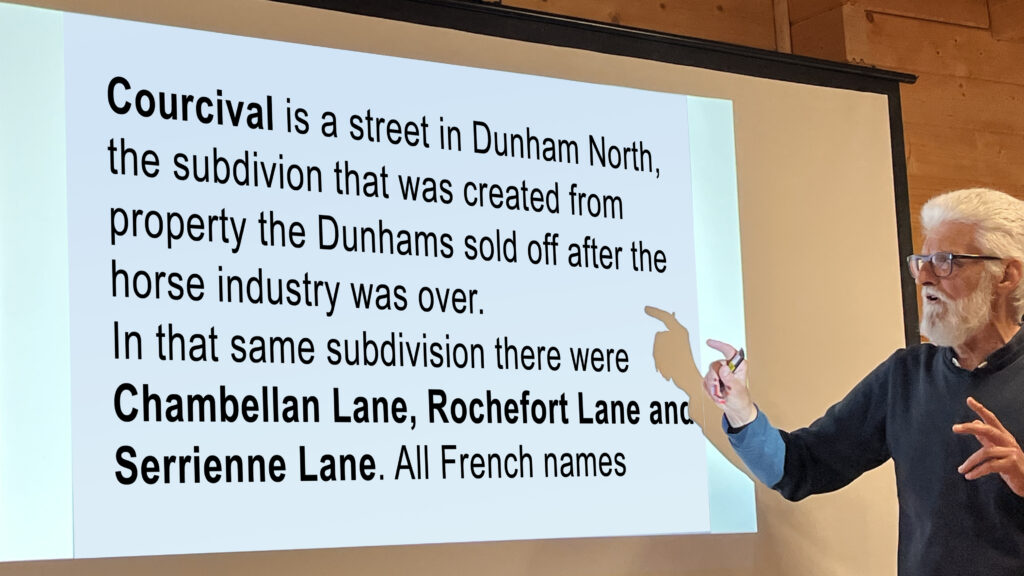 Courcival is a street in Dunham North,
the subdivion that was created from
property the Dunhams sold off after the
horse industry was over.
In that same subdivision there were
Chambellan Lane, Rochefort Lane and
Serrienne Lane. All French names